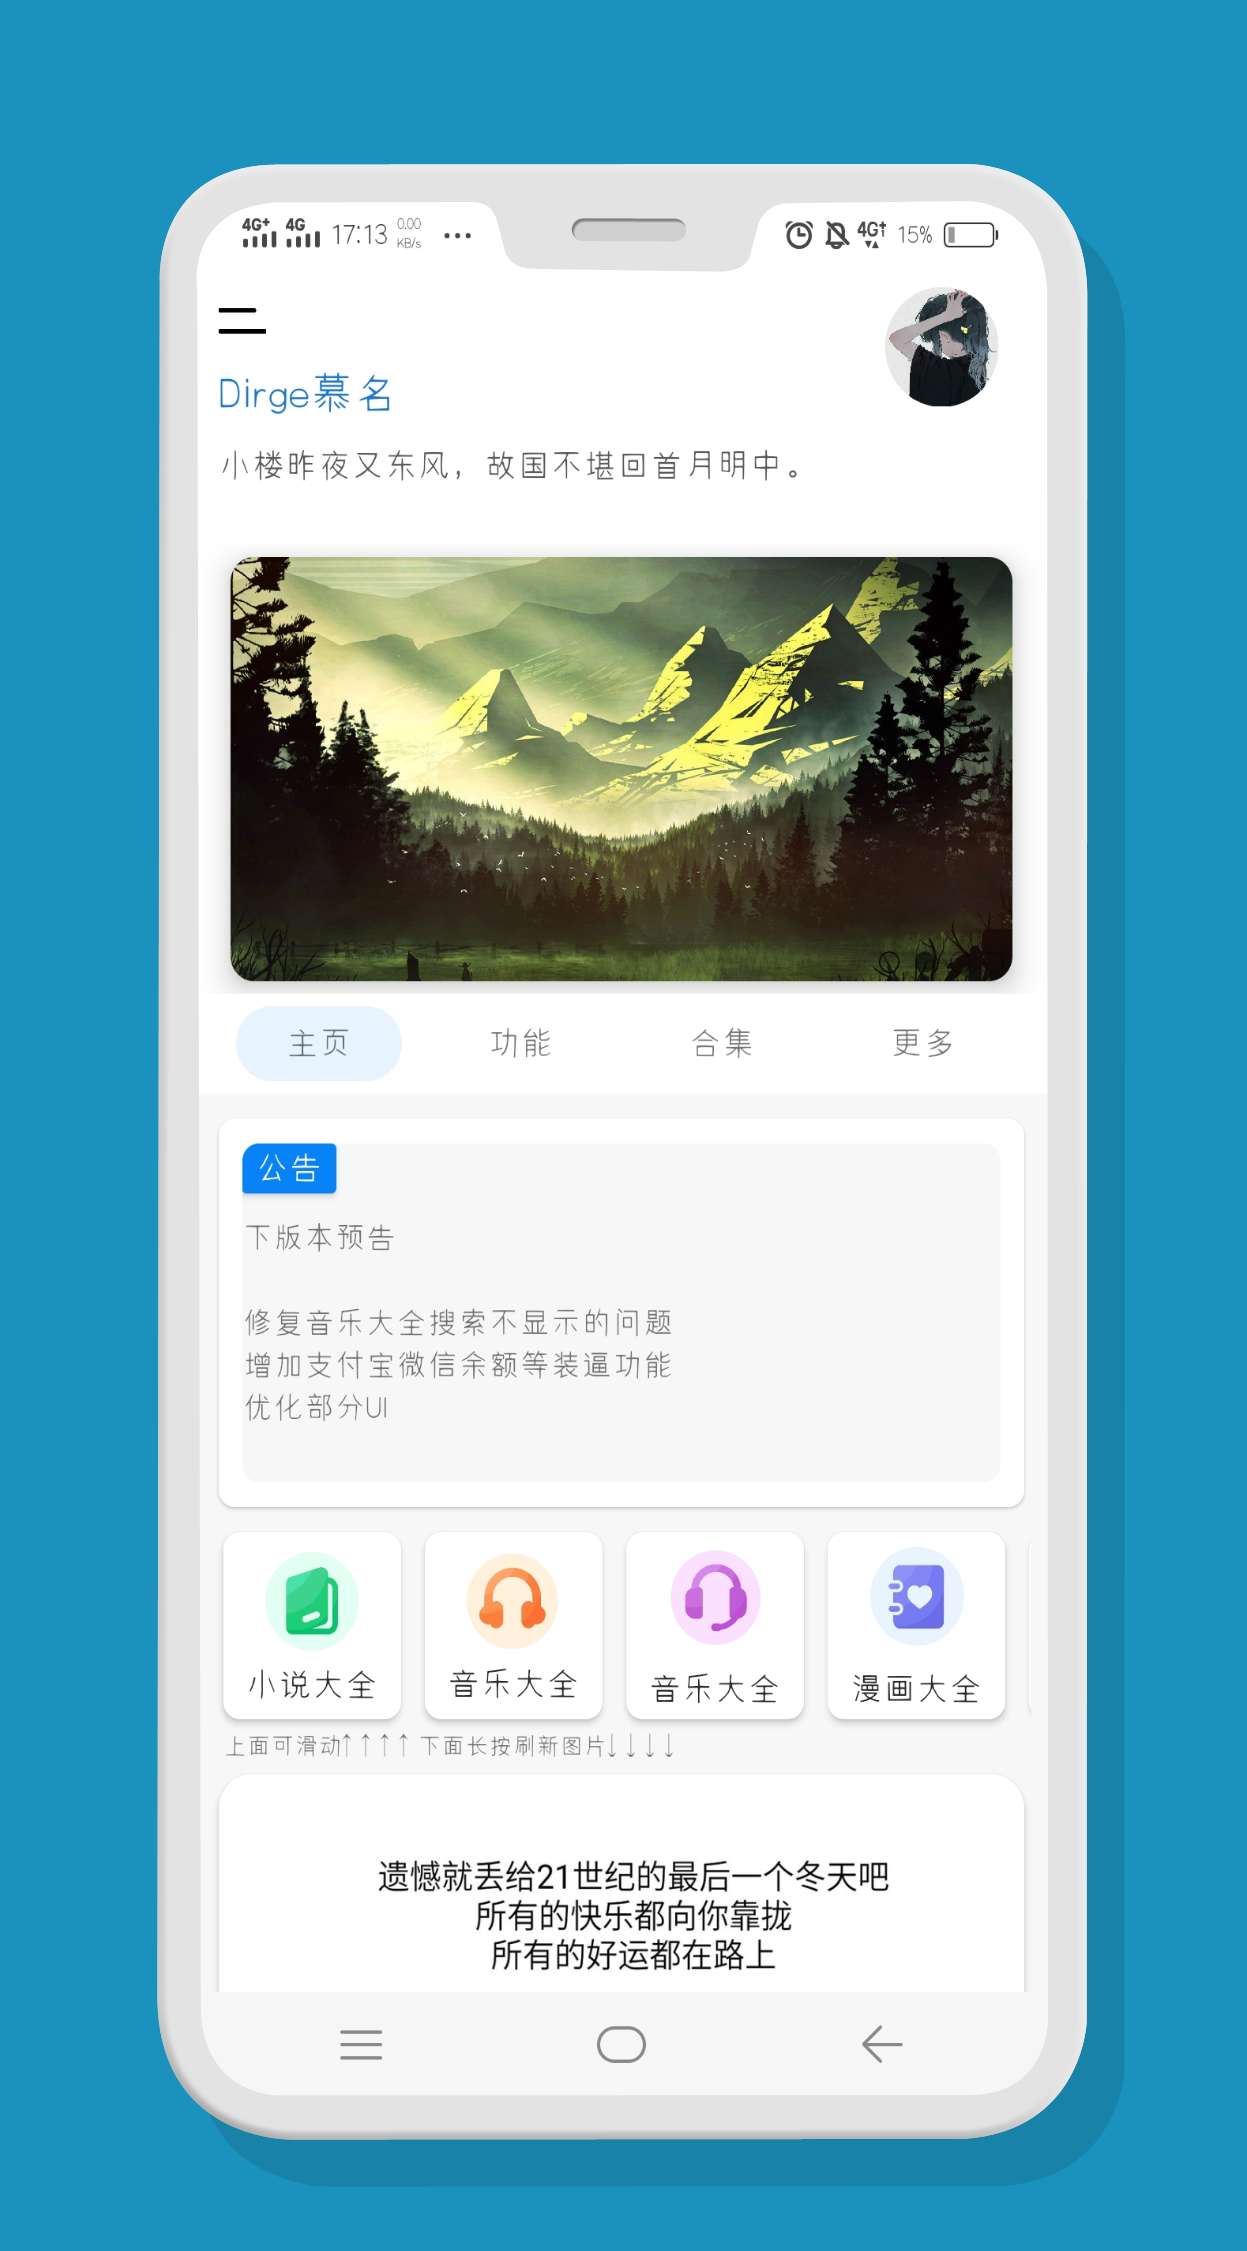 4G+ 4G 17:13 0.00 KB/s ··· 4G 15%
Dirge慕名
小楼昨夜又东风，故国不堪回首月明中。
主页 功能 合集 更多
公告
下版本预告
修复音乐大全搜索不显示的问题
增加支付宝微信余额等装逼功能
优化部分UI
小说大全 音乐大全 音乐大全 漫画大全
上面可滑动↑↑↑↑ 下面长按刷新图片↓↓↓↓
遗憾就丢给21世纪的最后一个冬天吧
所有的快乐都向你靠拢
所有的好运都在路上